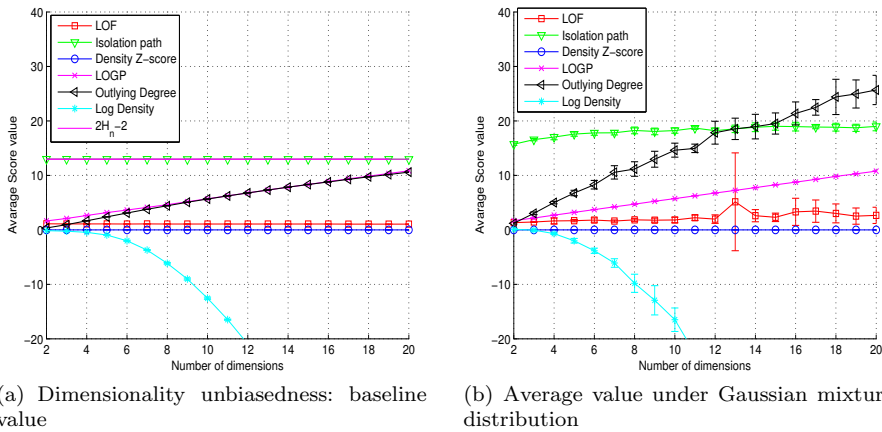 40
30
20
10
0
−10
−20
Avarage Score value
LOF
Isolation path
Density Z−score
LOGP
Outlying Degree
Log Density
2H_n−2
2 4 6 8 10 12 14 16 18 20
Number of dimensions
(a) Dimensionality unbiasedness: baseline
value
40
30
20
10
0
−10
−20
Avarage Score value
LOF
Isolation path
Density Z−score
LOGP
Outlying Degree
Log Density
2 4 6 8 10 12 14 16 18 20
Number of dimensions
(b) Average value under Gaussian mixtur
distribution